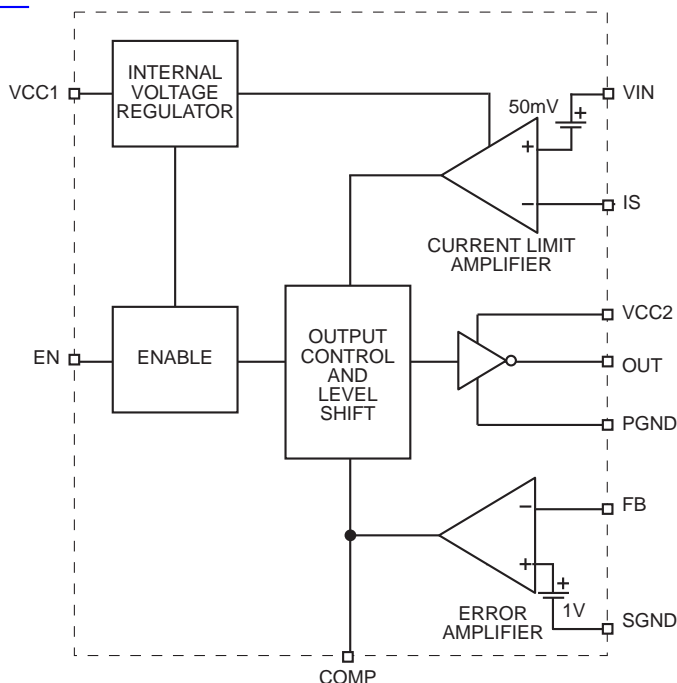 INTERNAL
VOLTAGE
REGULATOR
VCC1
50mV
+
VIN
+
−
IS
CURRENT LIMIT
AMPLIFIER
EN
ENABLE
OUTPUT
CONTROL
AND
LEVEL
SHIFT
VCC2
OUT
PGND
−
FB
+
+
1V
ERROR
AMPLIFIER
SGND
COMP